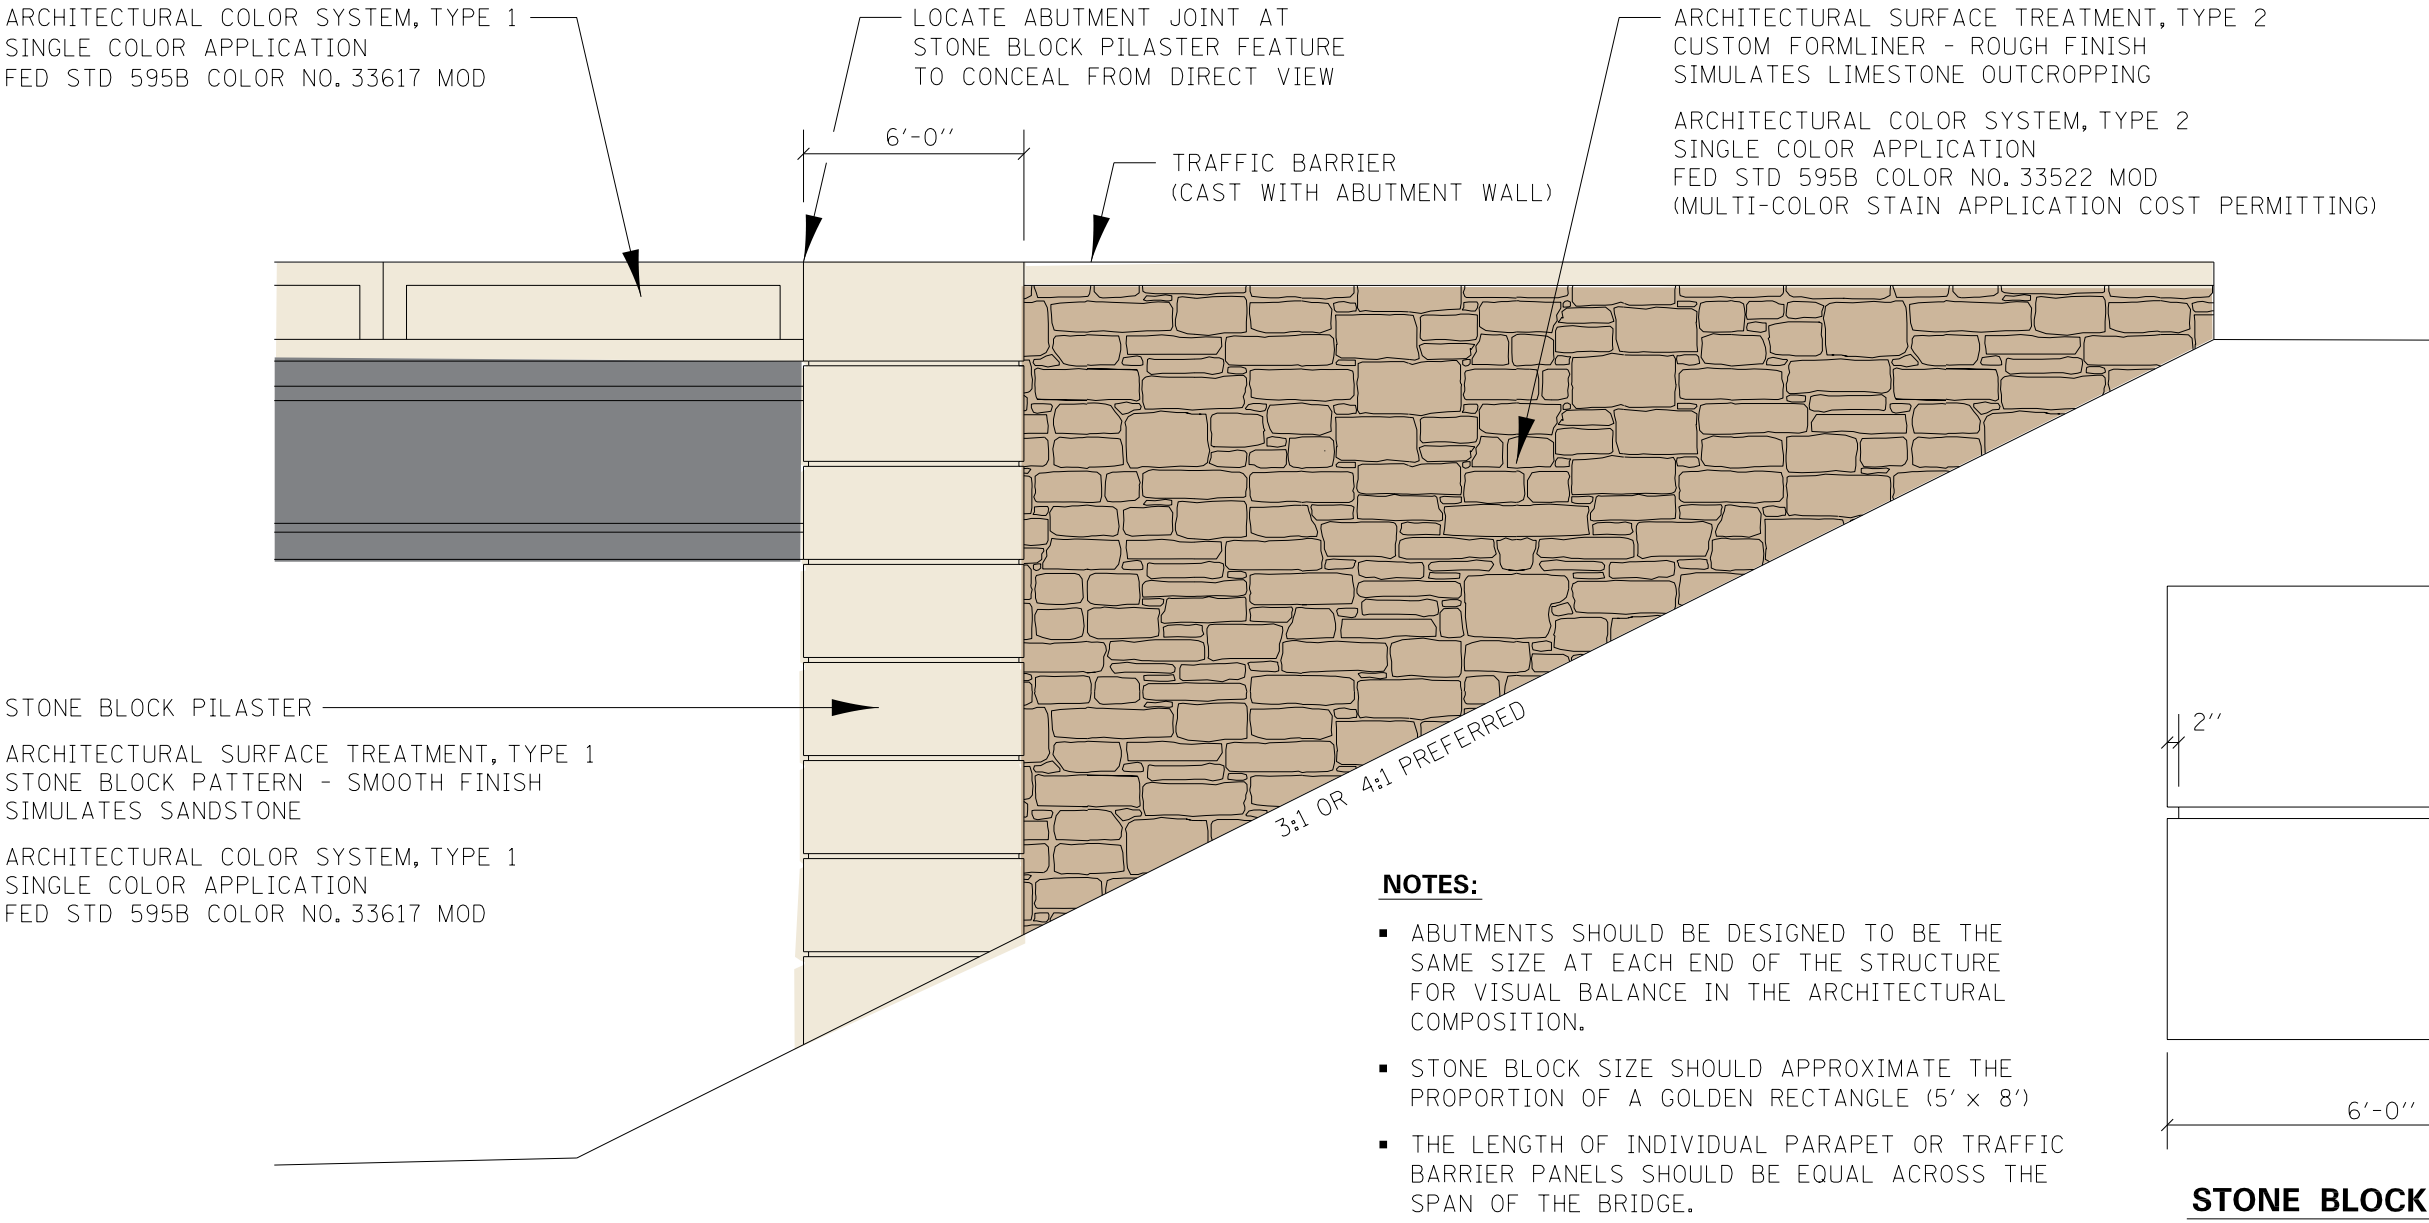 ARCHITECTURAL COLOR SYSTEM, TYPE 1
SINGLE COLOR APPLICATION
FED STD 595B COLOR NO. 33617 MOD
LOCATE ABUTMENT JOINT AT
STONE BLOCK PILASTER FEATURE
TO CONCEAL FROM DIRECT VIEW
ARCHITECTURAL SURFACE TREATMENT, TYPE 2
CUSTOM FORMLINER - ROUGH FINISH
SIMULATES LIMESTONE OUTCROPPING
ARCHITECTURAL COLOR SYSTEM, TYPE 2
SINGLE COLOR APPLICATION
FED STD 595B COLOR NO. 33522 MOD
(MULTI-COLOR STAIN APPLICATION COST PERMITTING)
6'-0''
TRAFFIC BARRIER
(CAST WITH ABUTMENT WALL)
STONE BLOCK PILASTER
ARCHITECTURAL SURFACE TREATMENT, TYPE 1
STONE BLOCK PATTERN - SMOOTH FINISH
SIMULATES SANDSTONE
ARCHITECTURAL COLOR SYSTEM, TYPE 1
SINGLE COLOR APPLICATION
FED STD 595B COLOR NO. 33617 MOD
3:1 OR 4:1 PREFERRED
NOTES:
▪ ABUTMENTS SHOULD BE DESIGNED TO BE THE
SAME SIZE AT EACH END OF THE STRUCTURE
FOR VISUAL BALANCE IN THE ARCHITECTURAL
COMPOSITION.
▪ STONE BLOCK SIZE SHOULD APPROXIMATE THE
PROPORTION OF A GOLDEN RECTANGLE (5' x 8')
▪ THE LENGTH OF INDIVIDUAL PARAPET OR TRAFFIC
BARRIER PANELS SHOULD BE EQUAL ACROSS THE
SPAN OF THE BRIDGE.
2''
6'-0''
STONE BLOCK